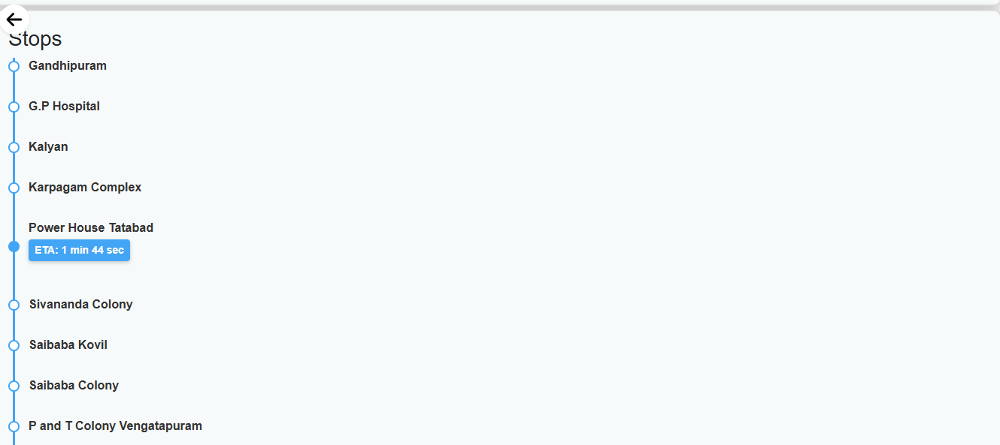 Stops
Gandhipuram
G.P Hospital
Kalyan
Karpagam Complex
Power House Tatabad
ETA: 1 min 44 sec
Sivananda Colony
Saibaba Kovil
Saibaba Colony
P and T Colony Vengatapuram